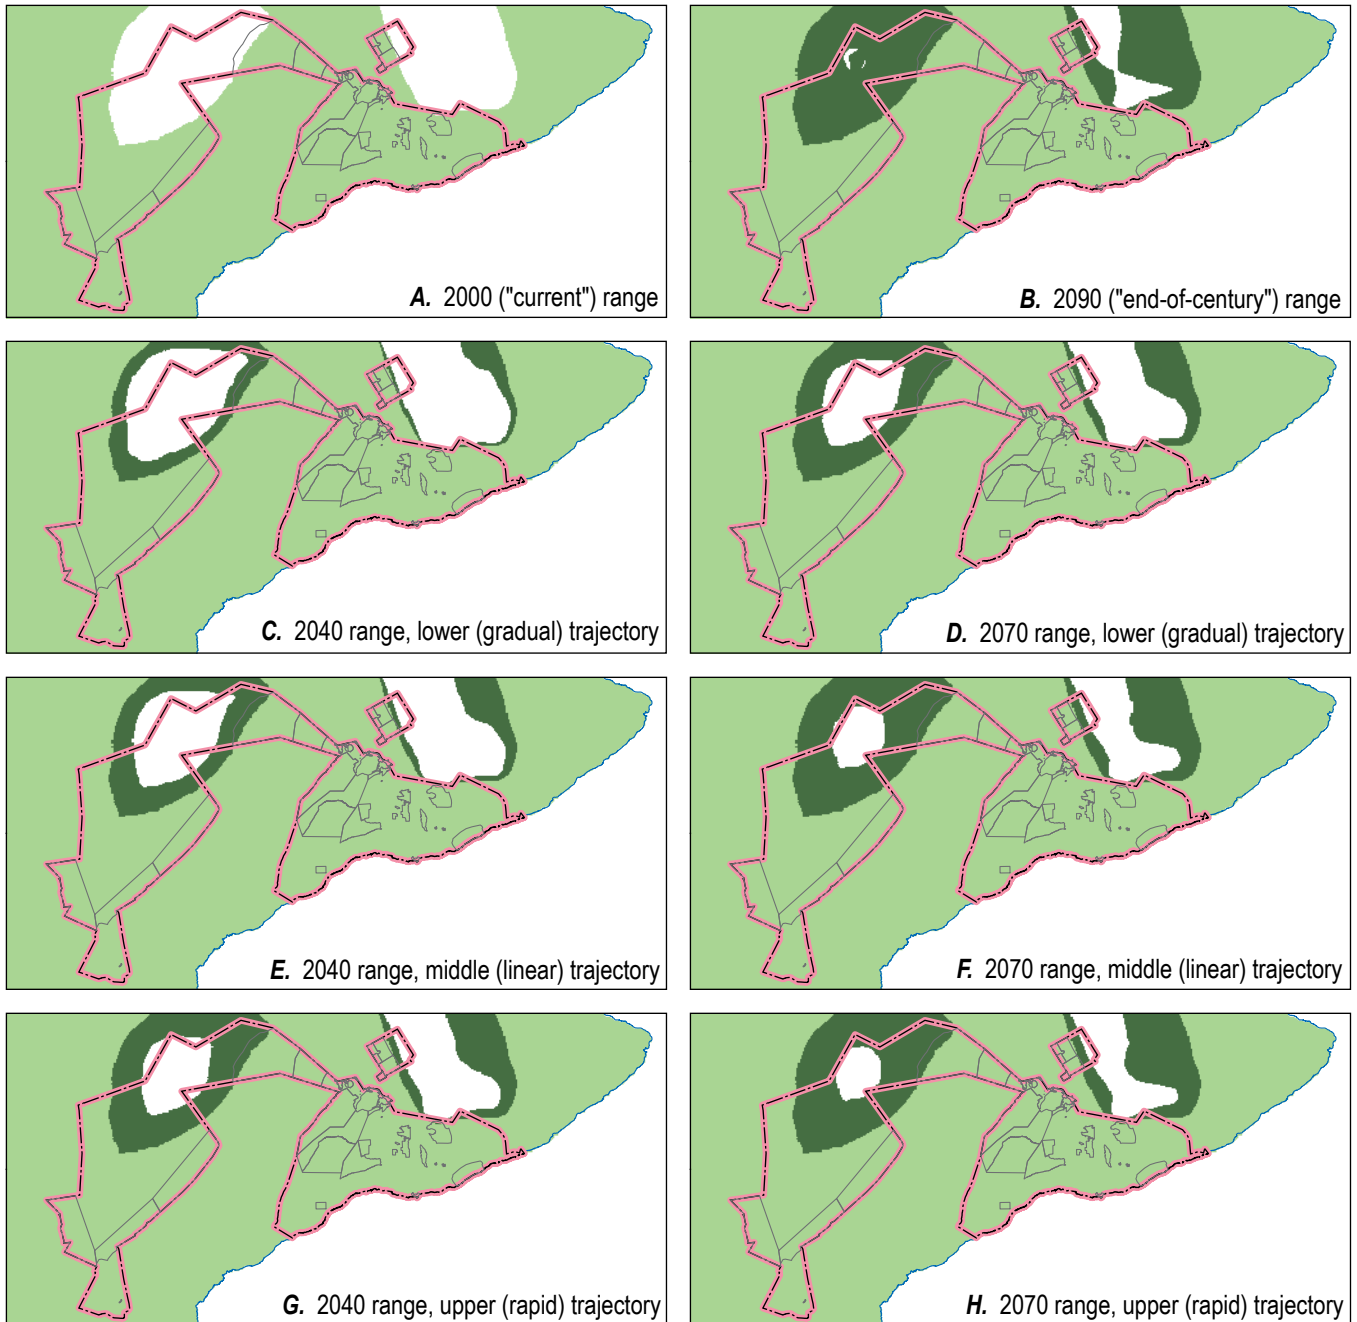 A. 2000 ("current") range
B. 2090 ("end-of-century") range
C. 2040 range, lower (gradual) trajectory
D. 2070 range, lower (gradual) trajectory
E. 2040 range, middle (linear) trajectory
F. 2070 range, middle (linear) trajectory
G. 2040 range, upper (rapid) trajectory
H. 2070 range, upper (rapid) trajectory